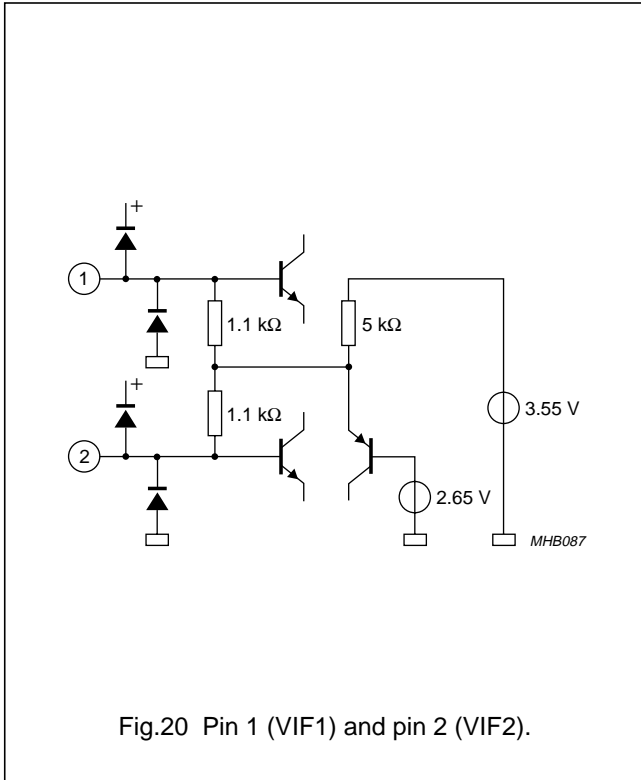 +
1
1.1 kΩ
5 kΩ
+
1.1 kΩ
3.55 V
2
2.65 V
MHB087
Fig.20 Pin 1 (VIF1) and pin 2 (VIF2).